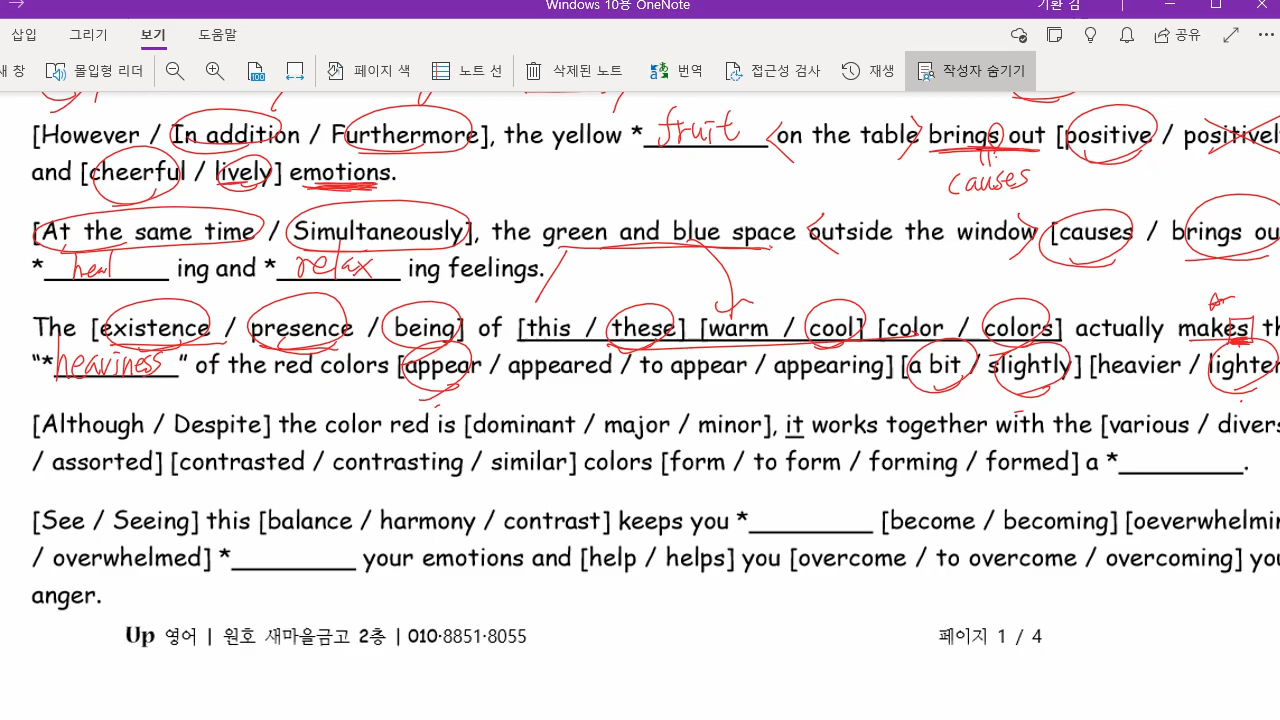 Windows 10용 OneNote
기환 김
삽입 그리기 보기 도움말 공유
새 창 몰입형 리더 페이지 색 노트 선 삭제된 노트 번역 접근성 검사 재생 작성자 숨기기
[However / In addition / Furthermore], the yellow * fruit on the table brings out [positive / positivel
and [cheerful / lively] emotions.
causes
[At the same time / Simultaneously], the green and blue space outside the window [causes / brings ou
* heal ing and * relax ing feelings.
The [existence / presence / being] of [this / these] [warm / cool] [color / colors] actually makes th
“* heaviness ” of the red colors [appear / appeared / to appear / appearing] [a bit / slightly] [heavier / lighter
[Although / Despite] the color red is [dominant / major / minor], it works together with the [various / divers
/ assorted] [contrasted / contrasting / similar] colors [form / to form / forming / formed] a *__________.
[See / Seeing] this [balance / harmony / contrast] keeps you *__________ [become / becoming] [oeverwhelmin
/ overwhelmed] *__________ your emotions and [help / helps] you [overcome / to overcome / overcoming] you
anger.
Up 영어 | 원호 새마을금고 2층 | 010·8851·8055
페이지 1 / 4